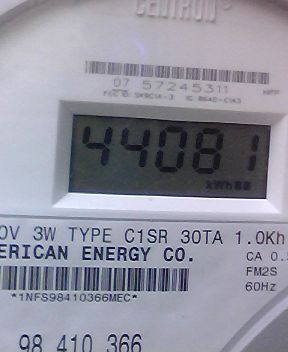 CENTRON
07 57245311
44081
kWh
0V 3W TYPE C1SR 30TA 1.0Kh
ERICAN ENERGY CO. CA 0.5
FM2S
*1NFS98410366MEC* 60Hz
98 410 366